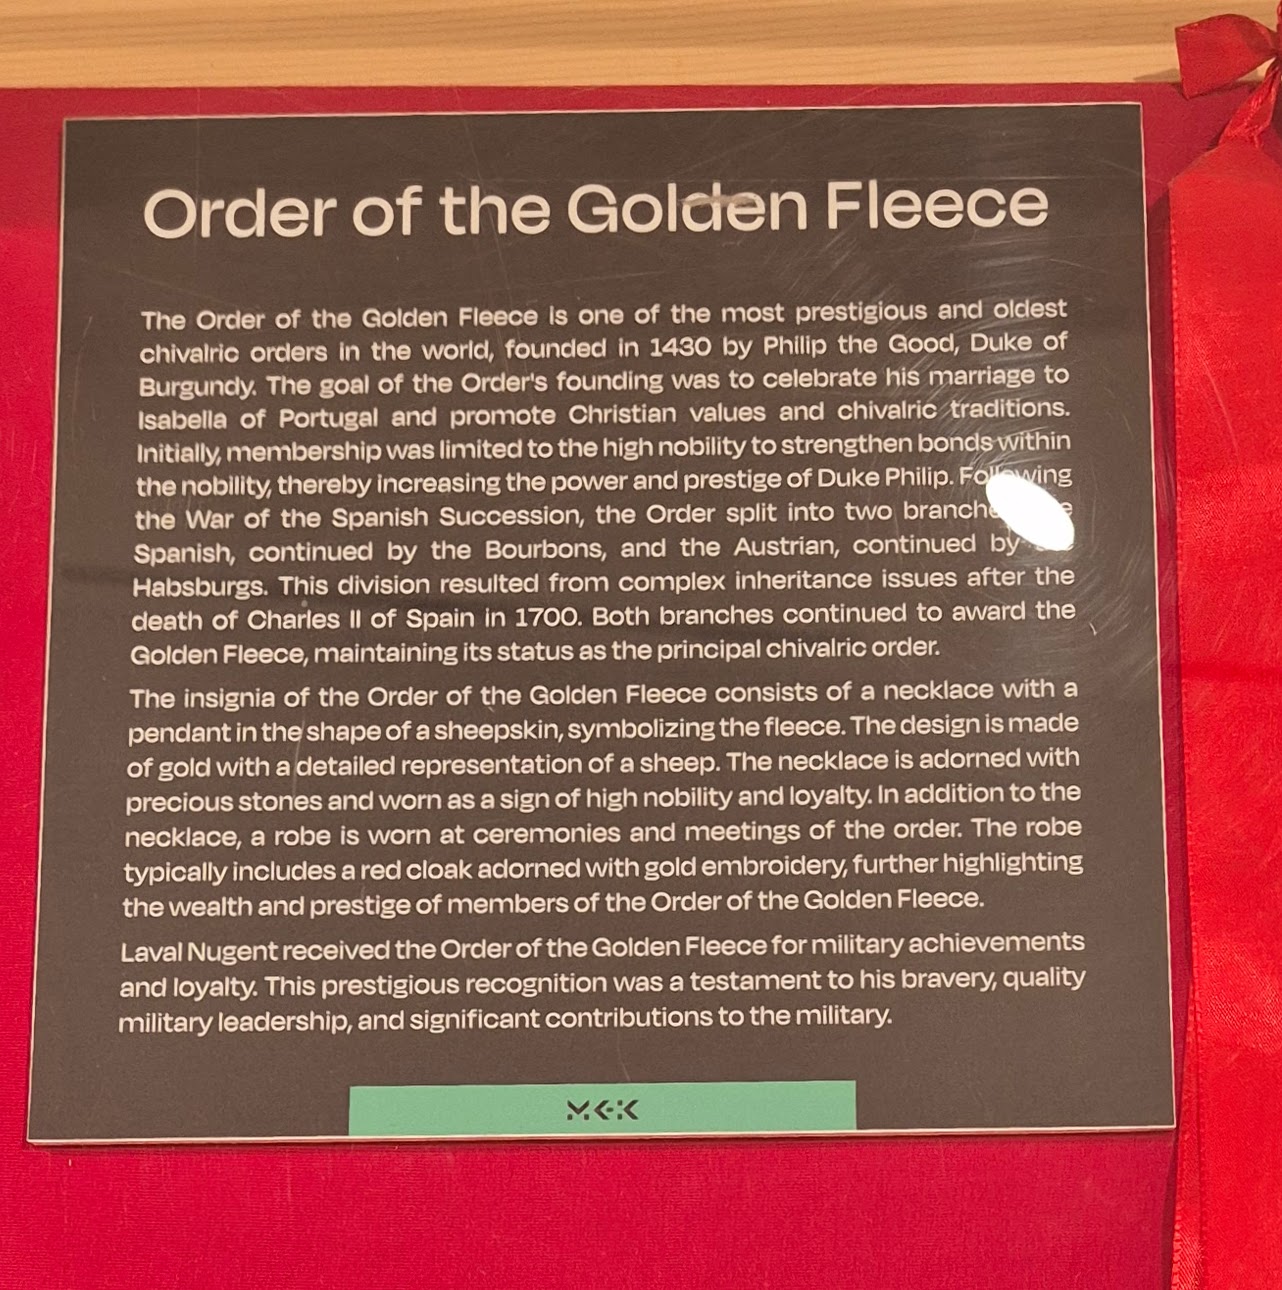 Order of the Golden Fleece
The Order of the Golden Fleece is one of the most prestigious and oldest
chivalric orders in the world, founded in 1430 by Philip the Good, Duke of
Burgundy. The goal of the Order's founding was to celebrate his marriage to
Isabella of Portugal and promote Christian values and chivalric traditions.
Initially, membership was limited to the high nobility to strengthen bonds within
the nobility, thereby increasing the power and prestige of Duke Philip. Following
the War of the Spanish Succession, the Order split into two
Spanish, continued by the Bourbons, and the Austrian, continued by
Habsburgs. This division resulted from complex inheritance issues after the
death of Charles II of Spain in 1700. Both branches continued to award the
Golden Fleece, maintaining its status as the principal chivalric order.
The insignia of the Order of the Golden Fleece consists of a necklace with a
pendant in the shape of a sheepskin, symbolizing the fleece. The design is made
of gold with a detailed representation of a sheep. The necklace is adorned with
precious stones and worn as a sign of high nobility and loyalty. In addition to the
necklace, a robe is worn at ceremonies and meetings of the order. The robe
typically includes a red cloak adorned with gold embroidery, further highlighting
the wealth and prestige of members of the Order of the Golden Fleece.
Laval Nugent received the Order of the Golden Fleece for military achievements
and loyalty. This prestigious recognition was a testament to his bravery, quality
military leadership, and significant contributions to the military.